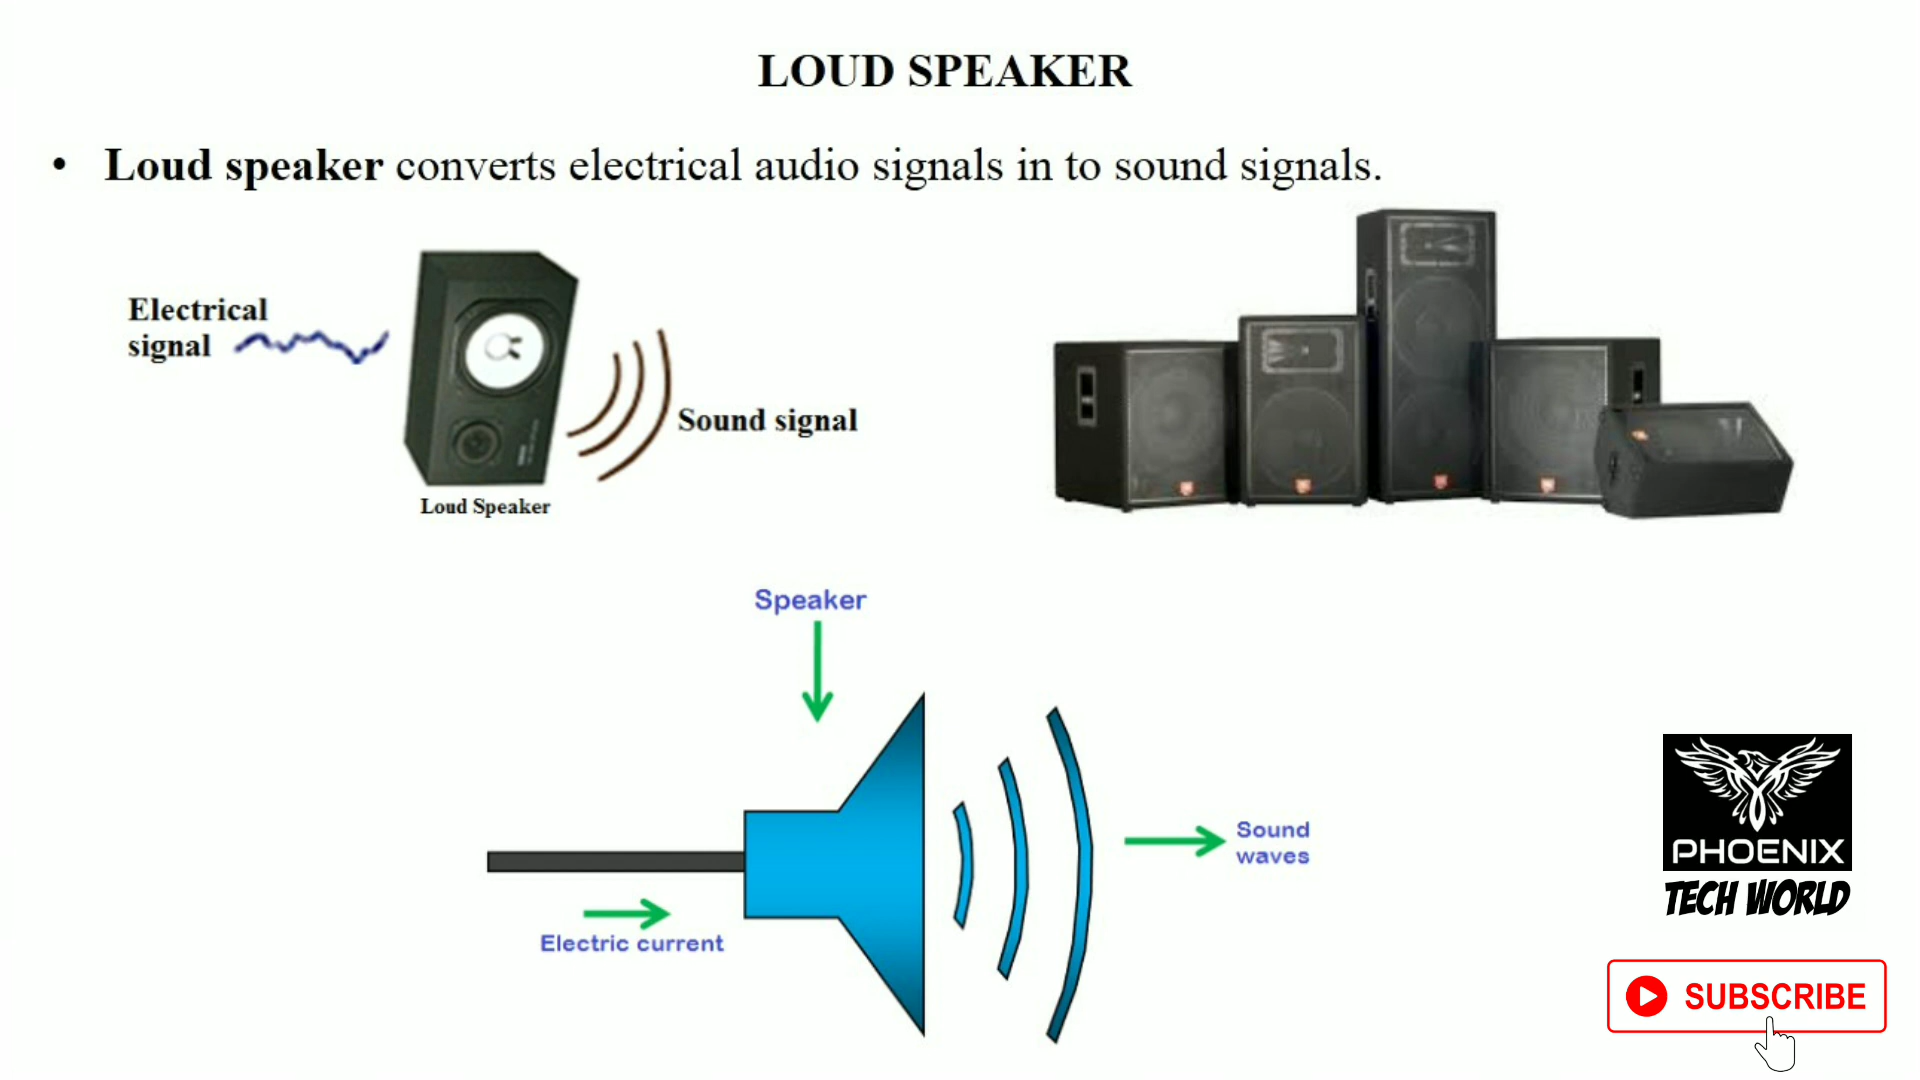 LOUD SPEAKER
• Loud speaker converts electrical audio signals in to sound signals.
Electrical
signal
Sound signal
Loud Speaker
Speaker
Sound
waves
Electric current
PHOENIX
TECH WORLD
SUBSCRIBE